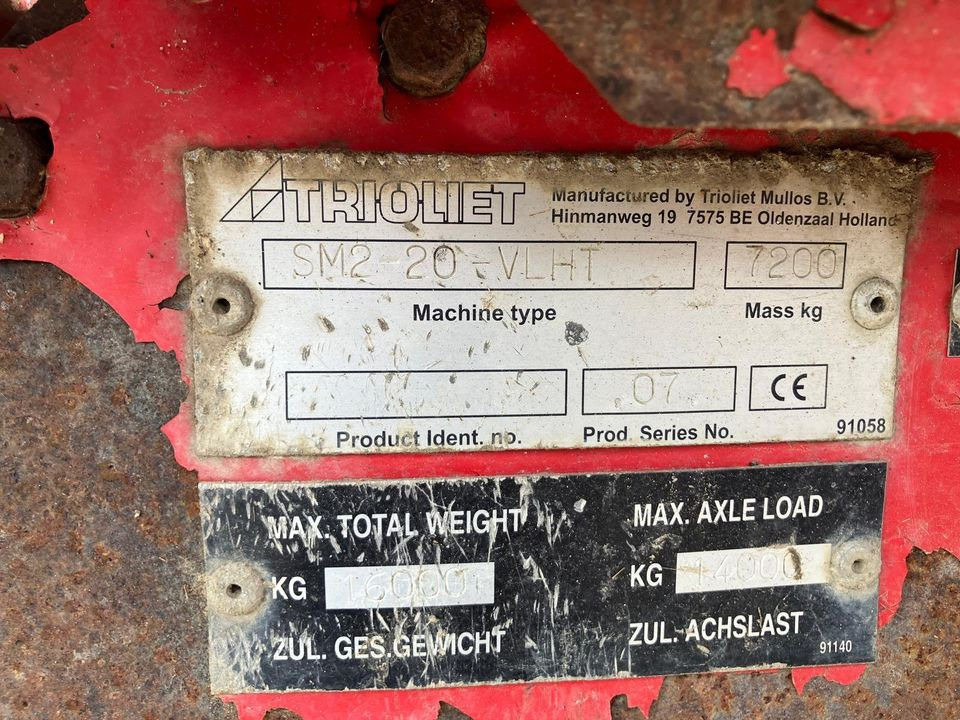 TRIOLIET
Manufactured by Trioliet Mullos B.V.
Hinmanweg 19 7575 BE Oldenzaal Holland
SM2-20-VLHT 7200
Machine type Mass kg
07 CE
Product Ident. no. Prod. Series No. 91058
MAX. TOTAL WEIGHT MAX. AXLE LOAD
KG 16000 KG 14000
ZUL. GES.GEWICHT ZUL. ACHSLAST
91140